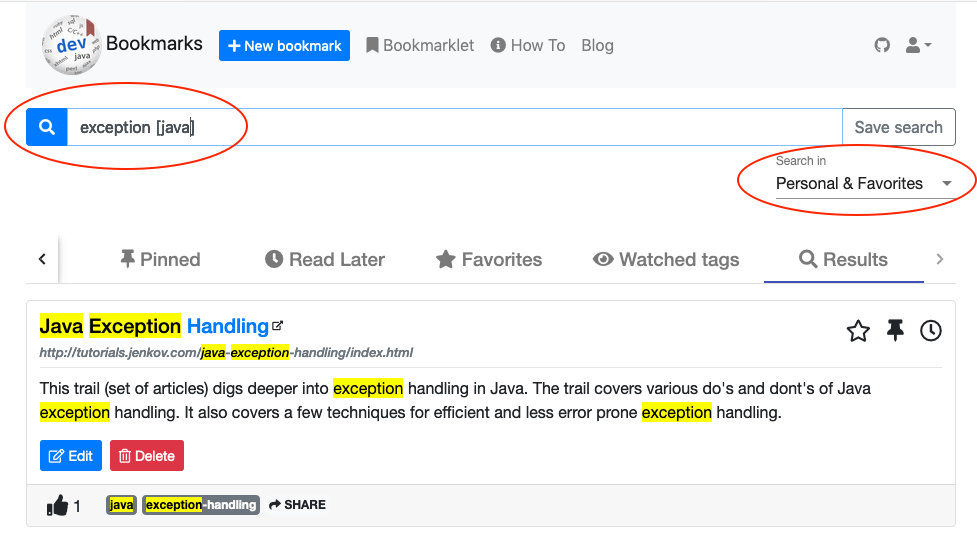 dev
java
Bookmarks
New bookmark
Bookmarklet
How To
Blog
exception [java]
Save search
Search in
Personal & Favorites
Pinned
Read Later
Favorites
Watched tags
Results
Java Exception Handling
http://tutorials.jenkov.com/java-exception-handling/index.html
This trail (set of articles) digs deeper into exception handling in Java. The trail covers various do's and dont's of Java
exception handling. It also covers a few techniques for efficient and less error prone exception handling.
Edit
Delete
1
java
exception-handling
SHARE